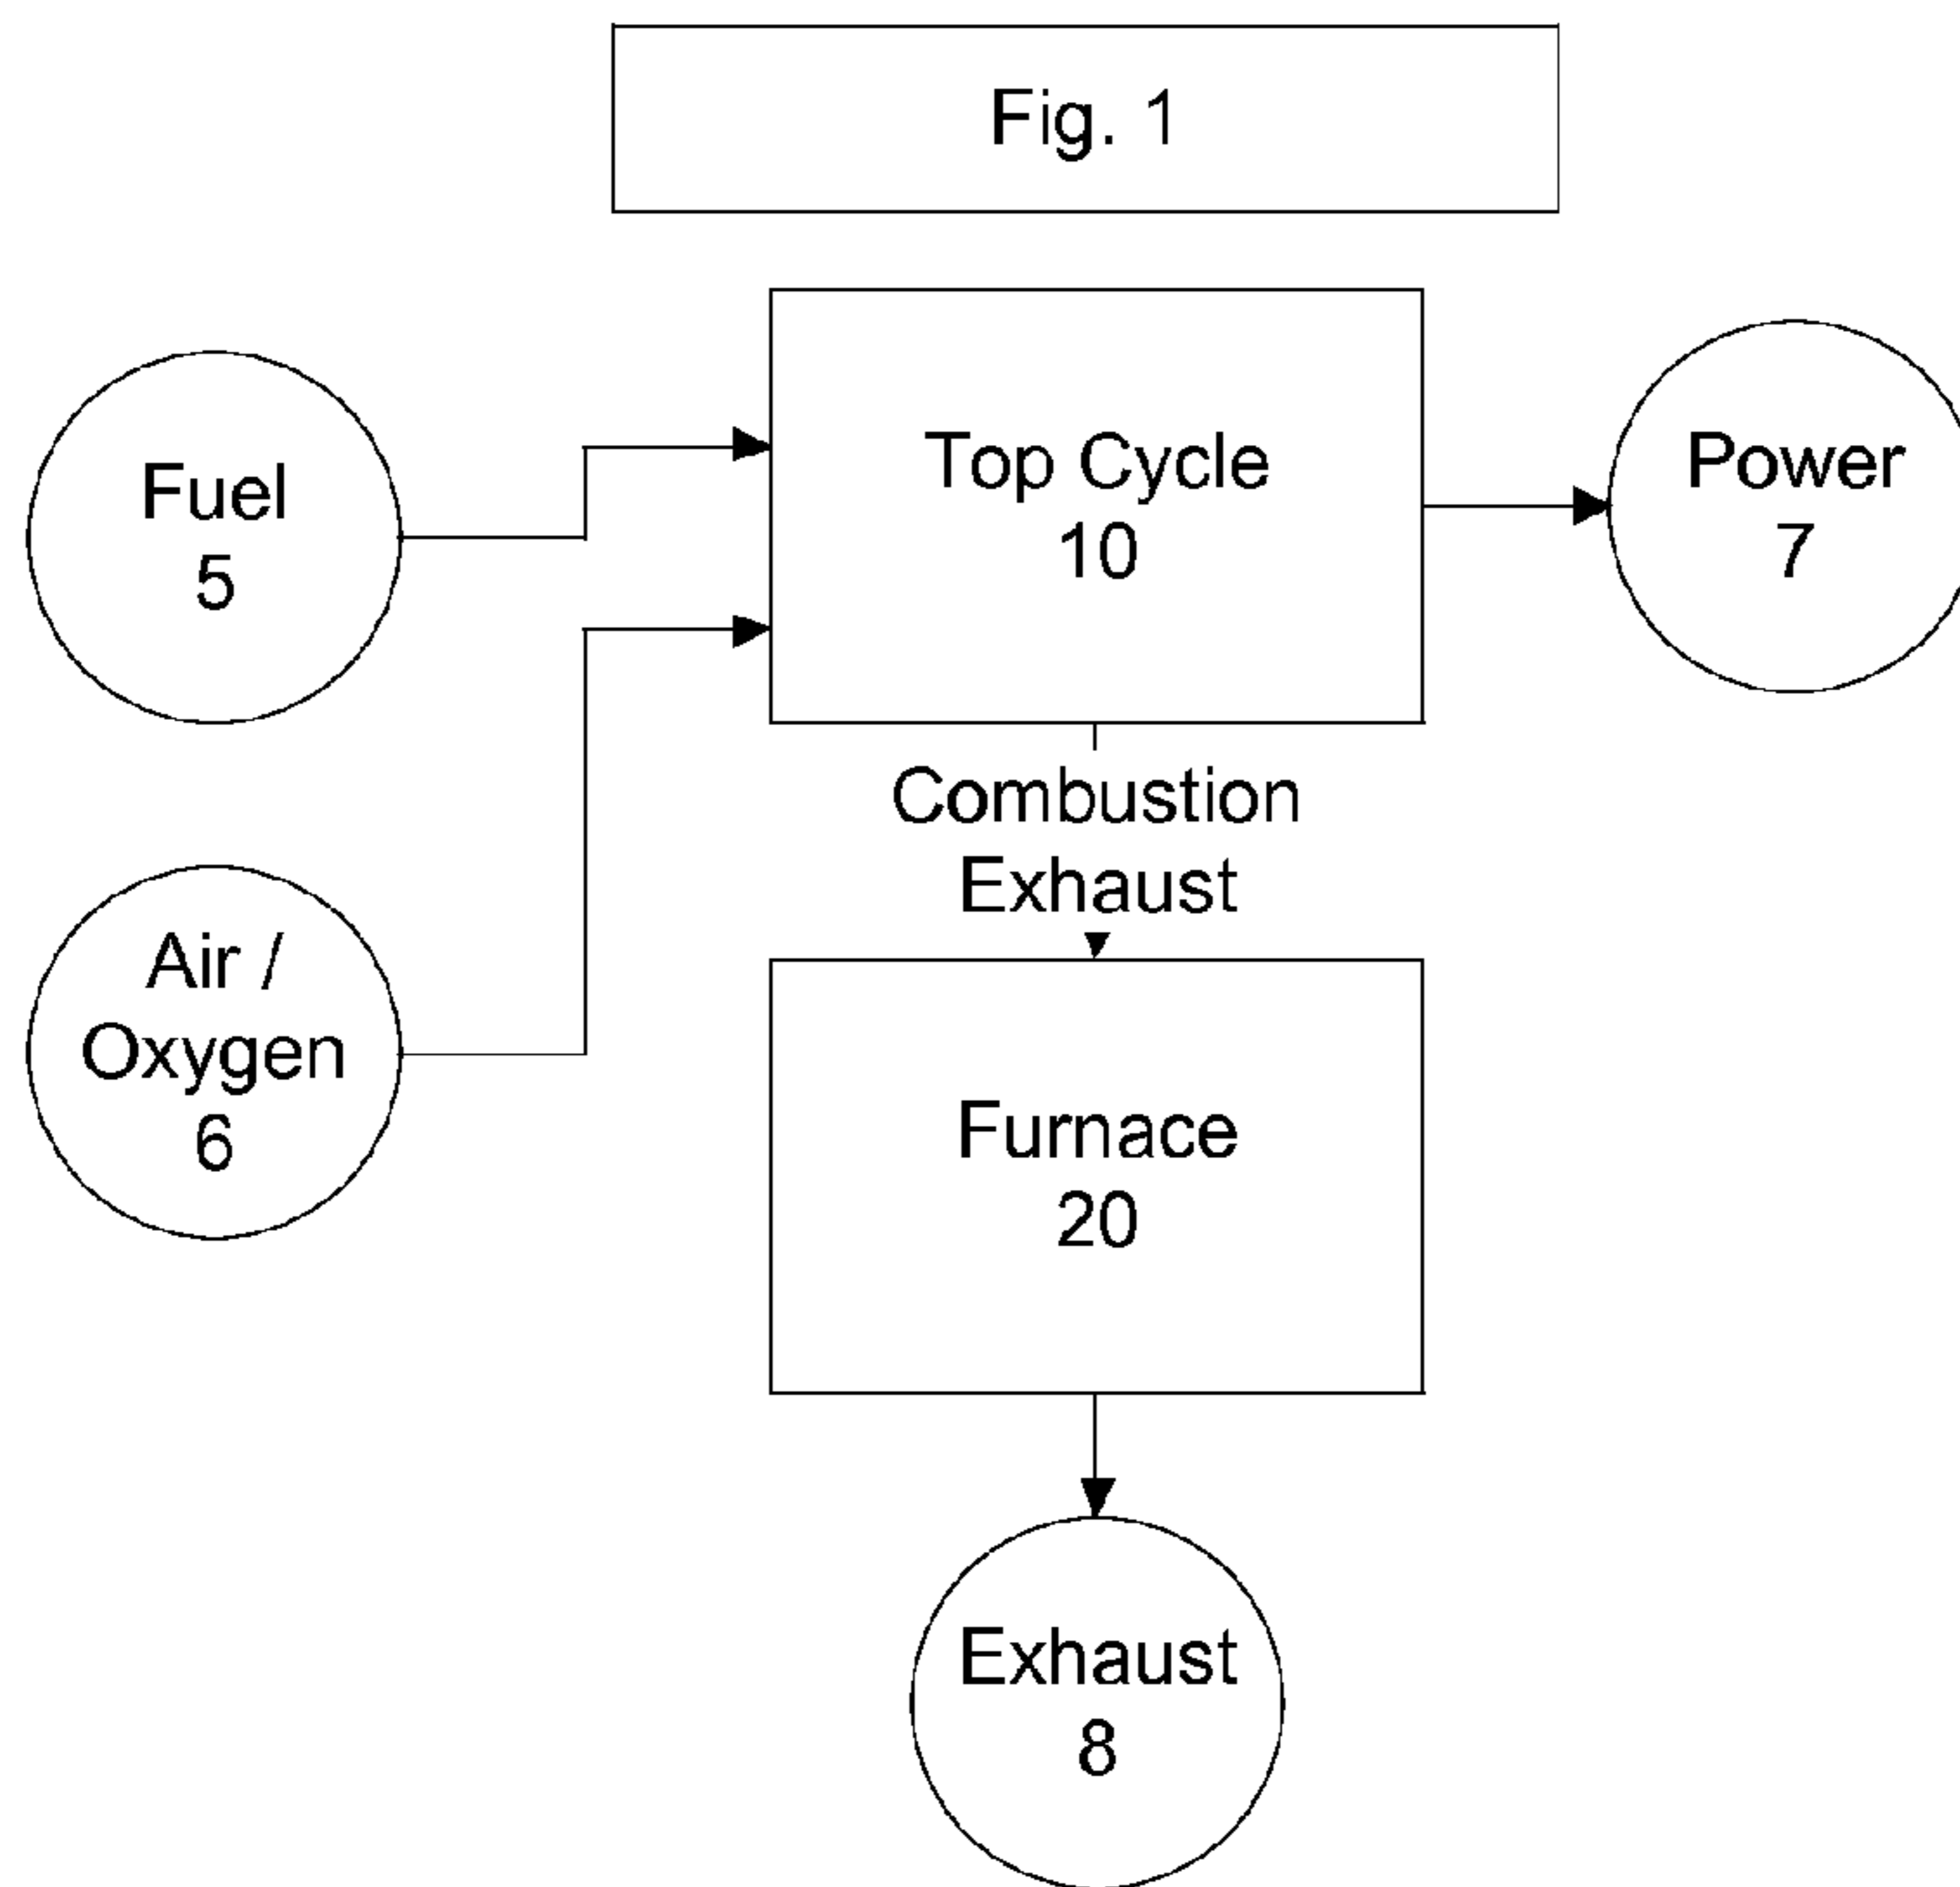 Fig. 1
Fuel
5
Top Cycle
10
Power
7
Combustion
Exhaust
Air /
Oxygen
6
Furnace
20
Exhaust
8